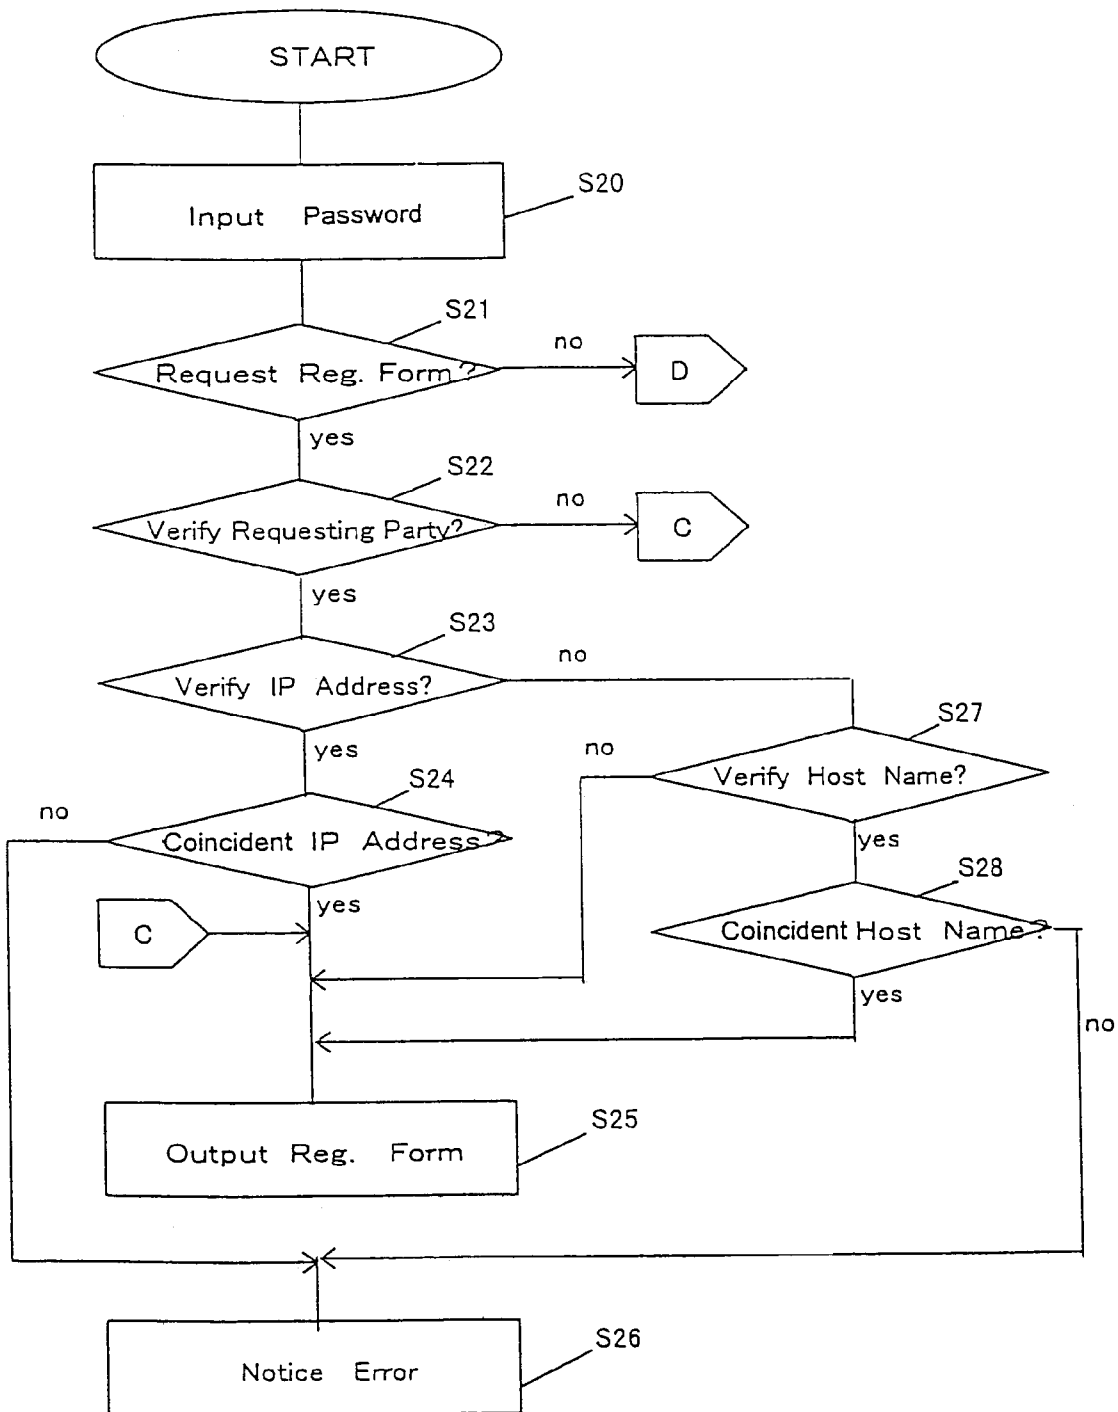 START
Input Password
S20
S21
Request Reg. Form?
no
D
yes
S22
Verify Requesting Party?
no
C
yes
S23
Verify IP Address?
no
yes
S27
Verify Host Name?
no
yes
S24
Coincident IP Address?
no
yes
S28
Coincident Host Name?
yes
no
C
Output Reg. Form
S25
Notice Error
S26